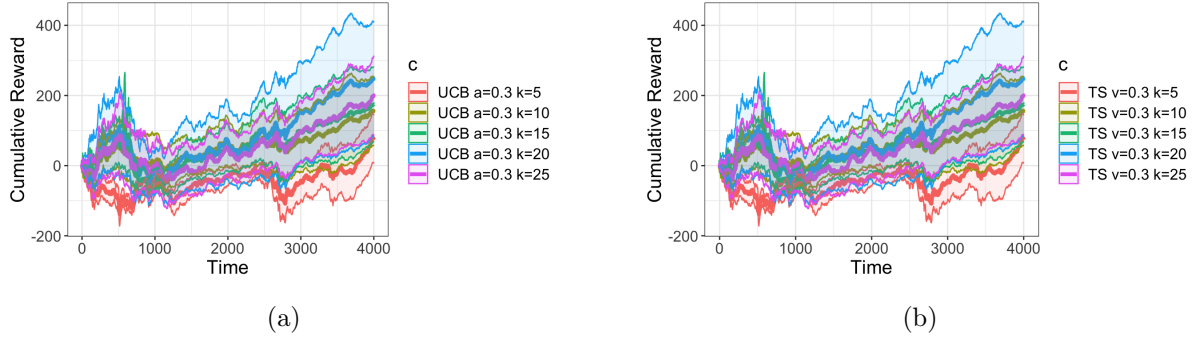 Cumulative Reward
400
200
0
-200
0
1000
2000
3000
4000
Time
c
UCB a=0.3 k=5
UCB a=0.3 k=10
UCB a=0.3 k=15
UCB a=0.3 k=20
UCB a=0.3 k=25
(a)
Cumulative Reward
400
200
0
-200
0
1000
2000
3000
4000
Time
c
TS v=0.3 k=5
TS v=0.3 k=10
TS v=0.3 k=15
TS v=0.3 k=20
TS v=0.3 k=25
(b)